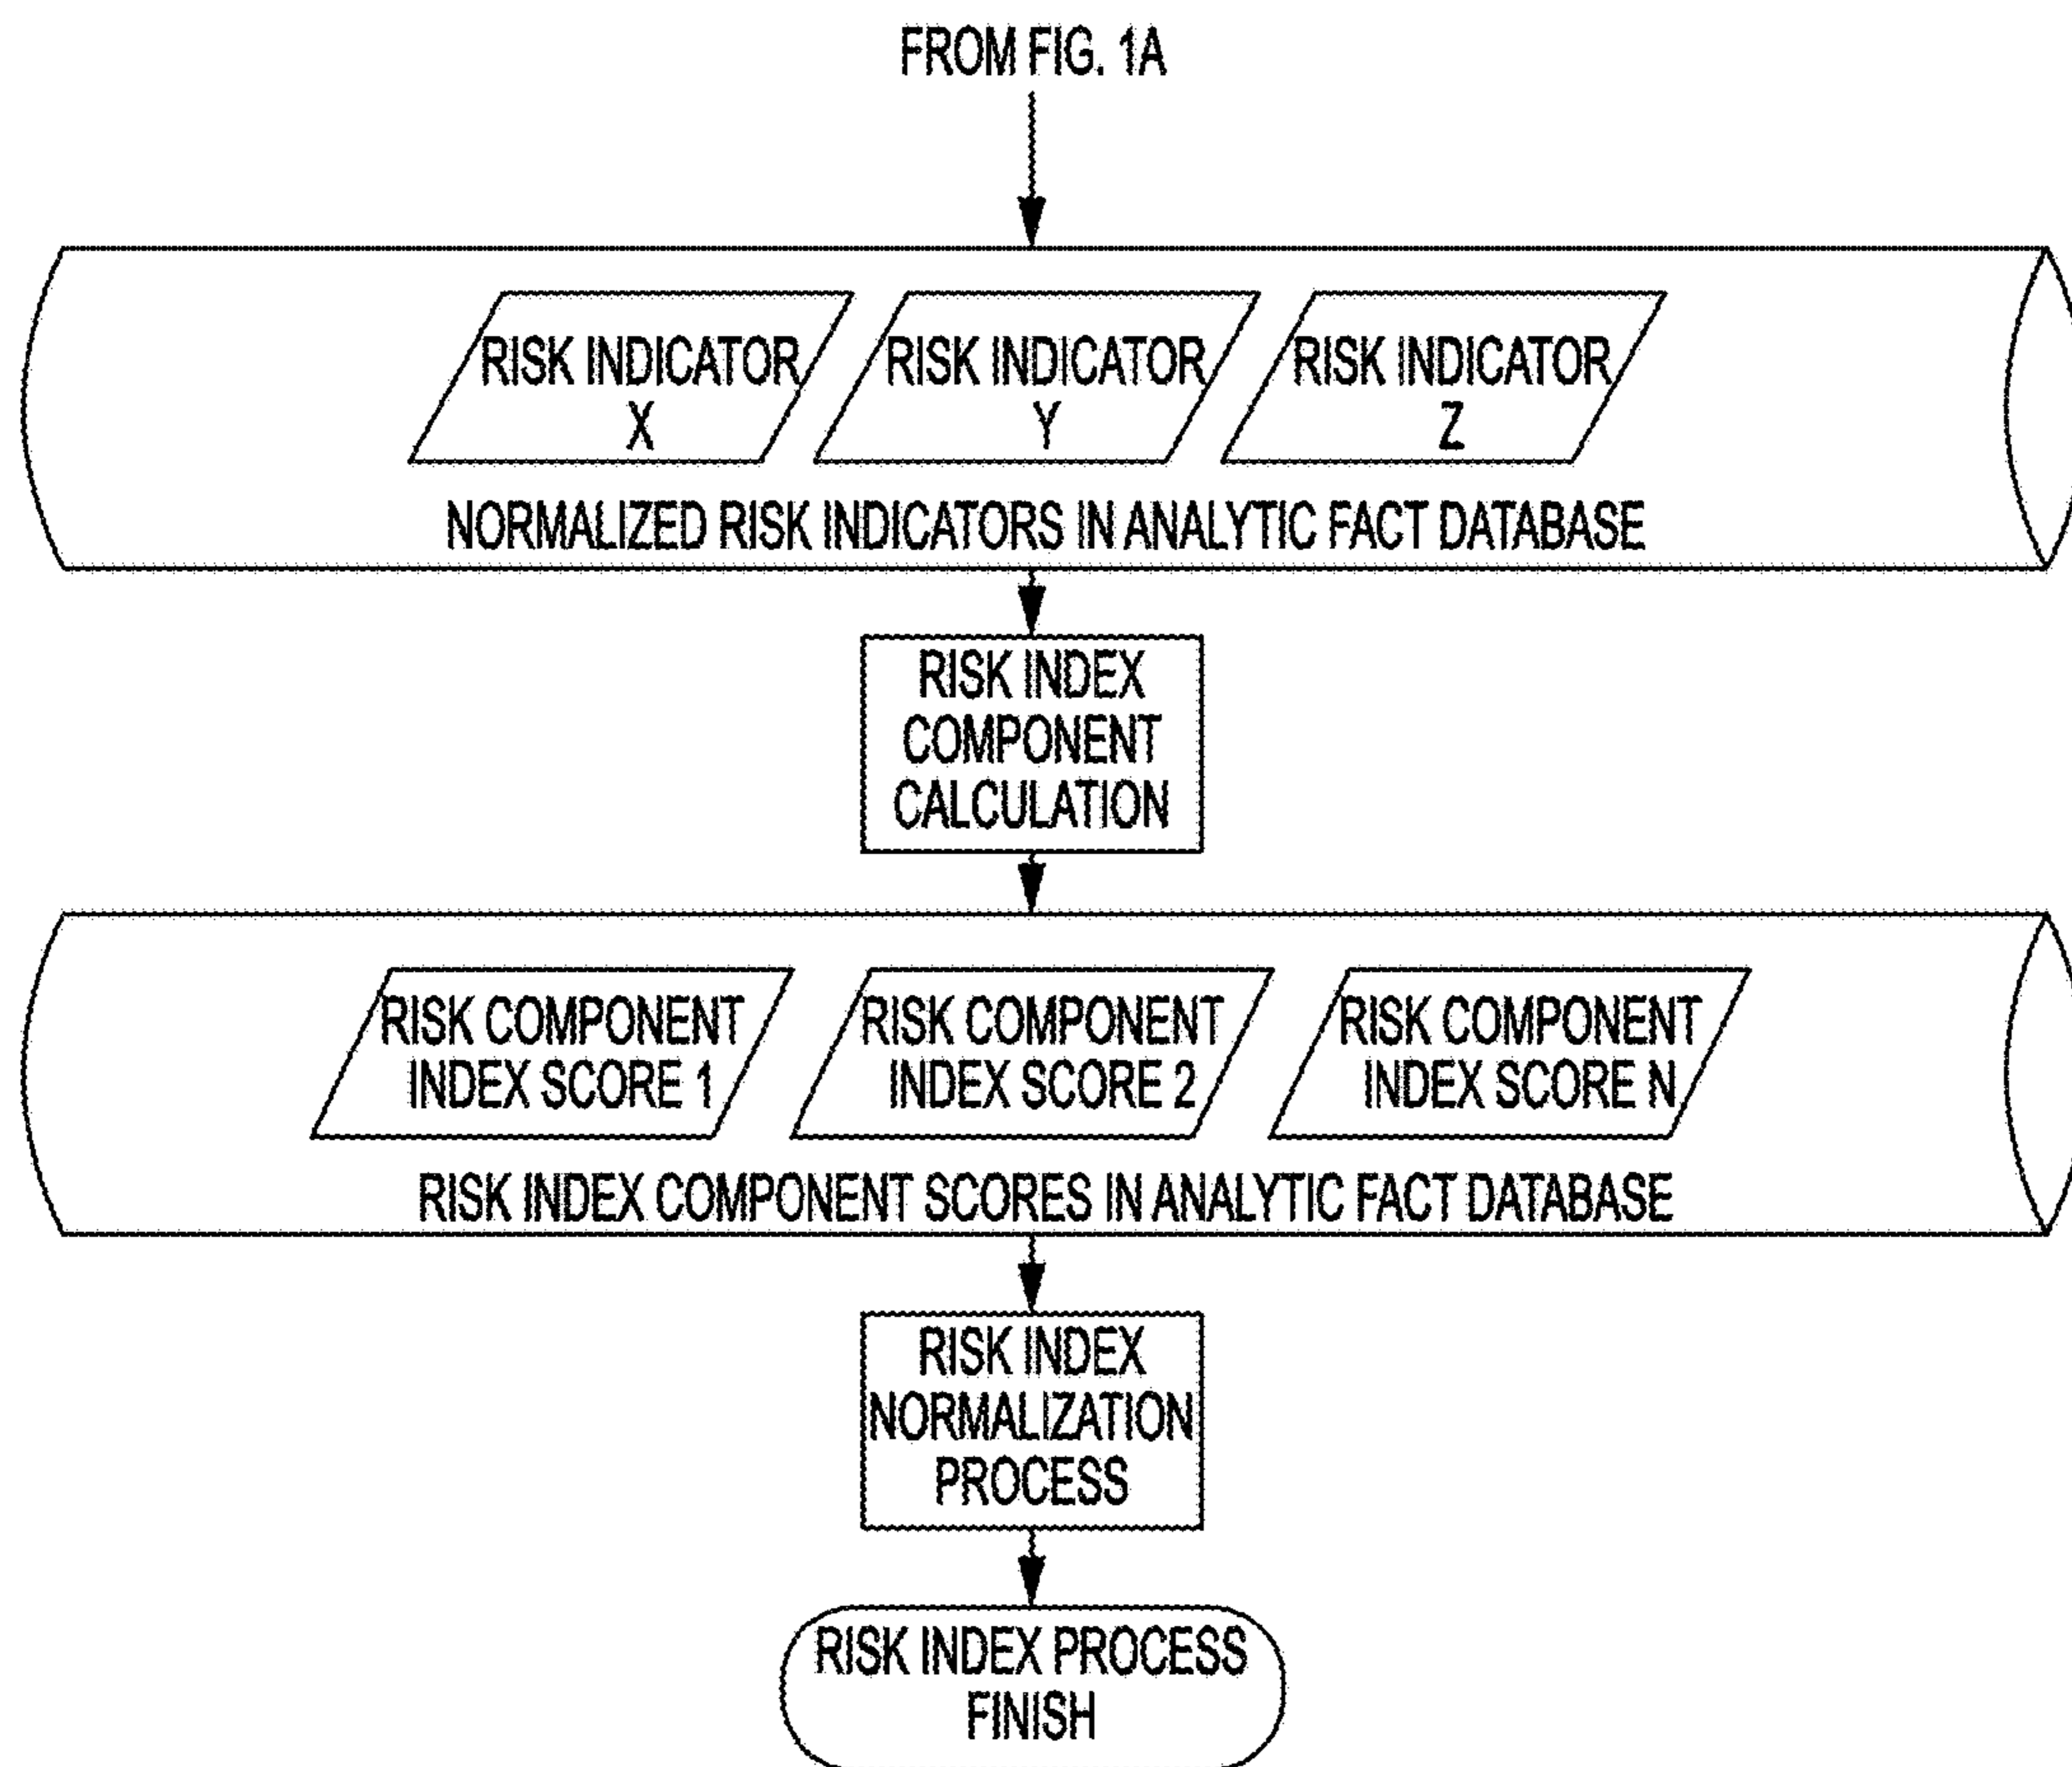 FROM FIG. 1A
RISK INDICATOR
X
RISK INDICATOR
Y
RISK INDICATOR
Z
NORMALIZED RISK INDICATORS IN ANALYTIC FACT DATABASE
RISK INDEX
COMPONENT
CALCULATION
RISK COMPONENT
INDEX SCORE 1
RISK COMPONENT
INDEX SCORE 2
RISK COMPONENT
INDEX SCORE N
RISK INDEX COMPONENT SCORES IN ANALYTIC FACT DATABASE
RISK INDEX
NORMALIZATION
PROCESS
RISK INDEX PROCESS
FINISH